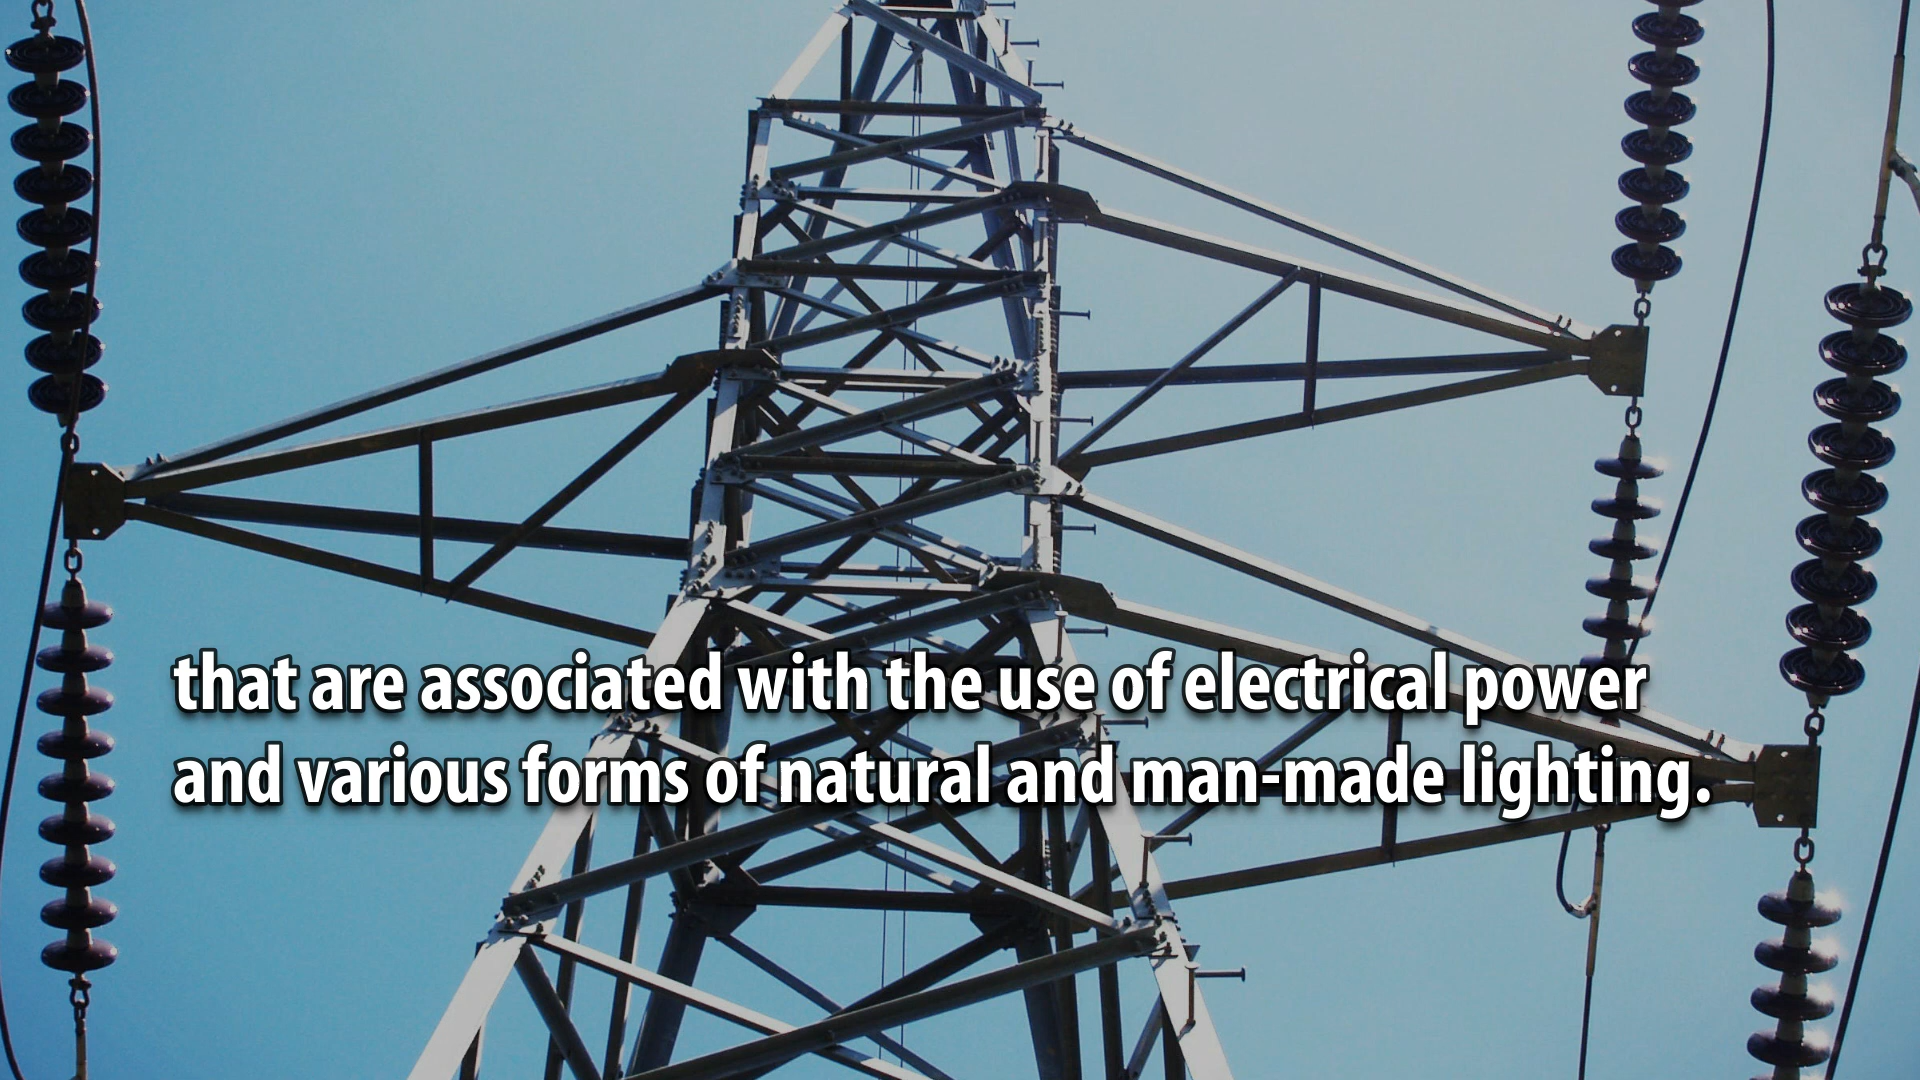 that are associated with the use of electrical power
and various forms of natural and man-made lighting.